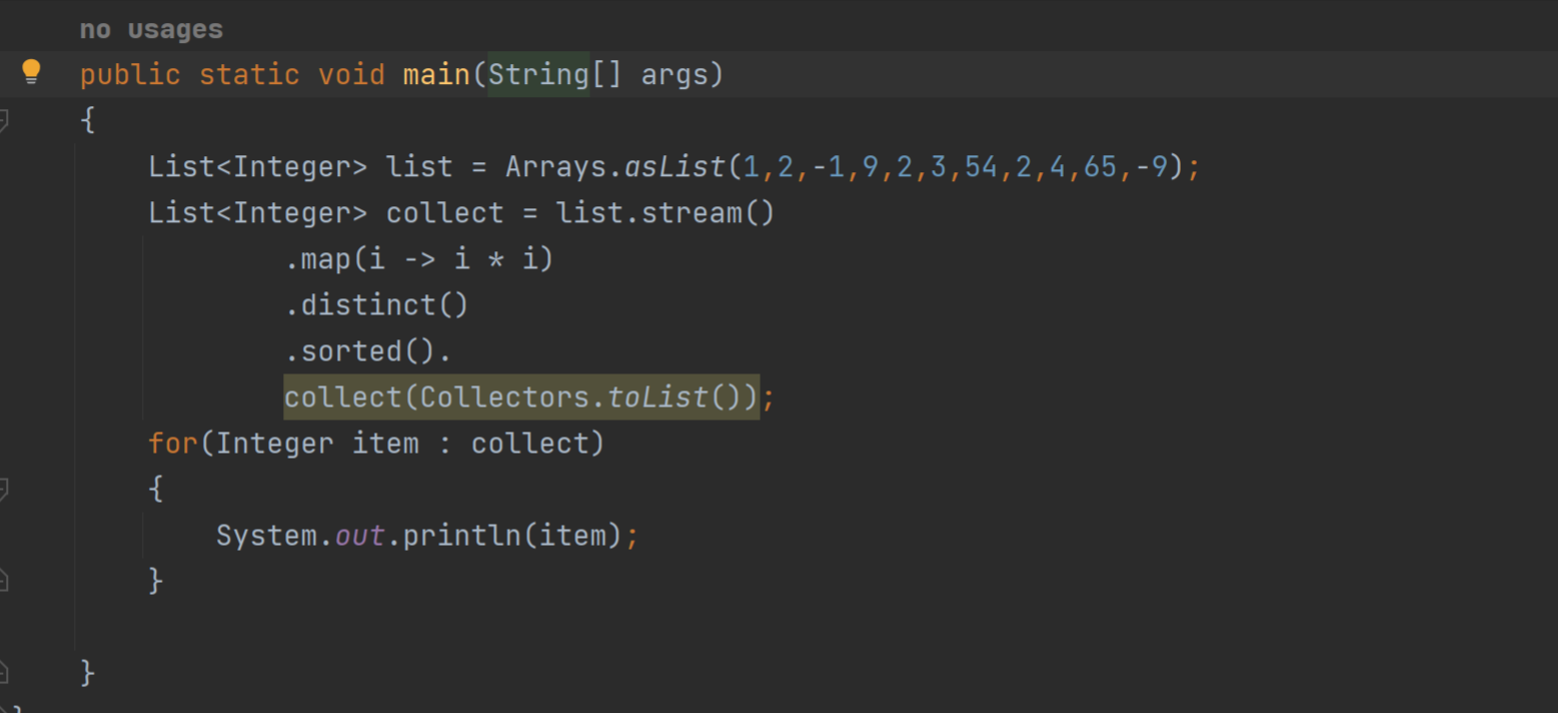 no usages
public static void main(String[] args)
{
List<Integer> list = Arrays.asList(1,2,-1,9,2,3,54,2,4,65,-9);
List<Integer> collect = list.stream()
.map(i -> i * i)
.distinct()
.sorted().
collect(Collectors.toList());
for(Integer item : collect)
{
System.out.println(item);
}
}
}